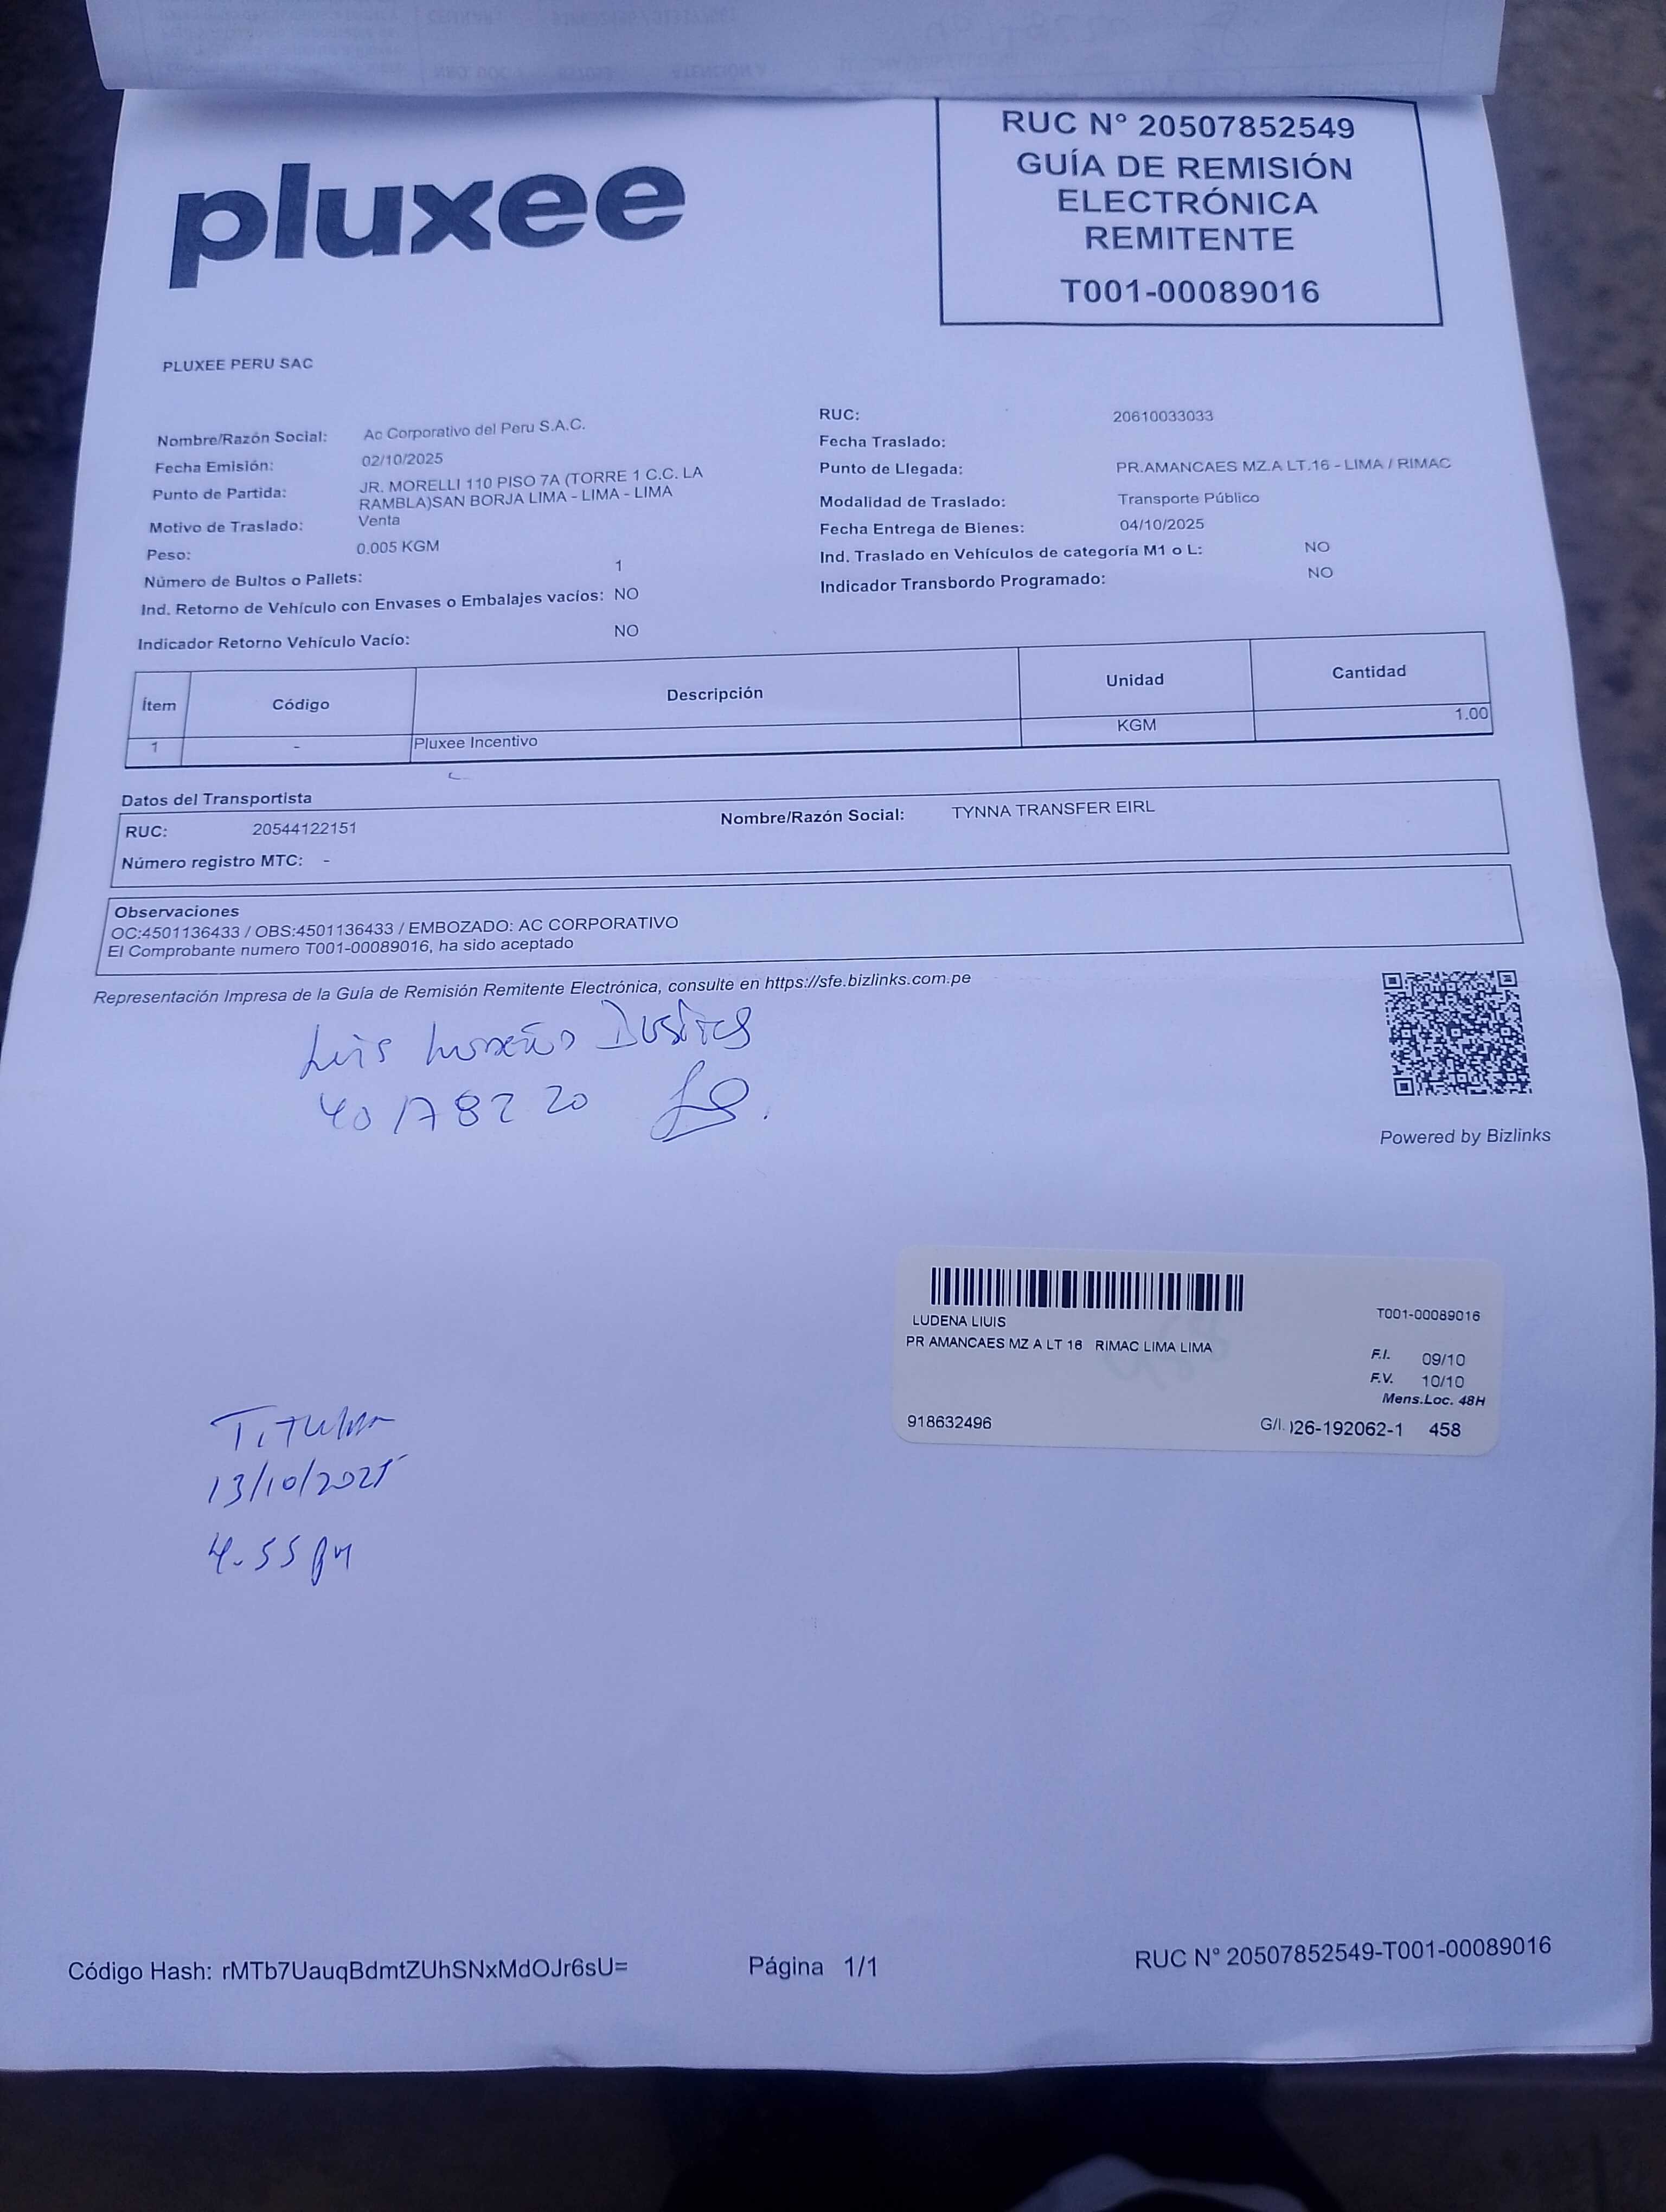 RUC N° 20507852549
GUÍA DE REMISIÓN
ELECTRÓNICA
REMITENTE
T001-00089016
pluxee
PLUXEE PERU SAC
Nombre/Razón Social: Ac Corporativo del Peru S.A.C.
Fecha Emisión: 02/10/2025
Punto de Partida: JR. MORELLI 110 PISO 7A (TORRE 1 C.C. LA
RAMBLA)SAN BORJA LIMA - LIMA - LIMA
Motivo de Traslado: Venta
Peso: 0.005 KGM
Número de Bultos o Pallets: 1
Ind. Retorno de Vehículo con Envases o Embalajes vacíos: NO
Indicador Retorno Vehículo Vacío: NO
RUC: 20610033033
Fecha Traslado:
Punto de Llegada: PR.AMANCAES MZ.A LT.16 - LIMA / RIMAC
Modalidad de Traslado: Transporte Público
Fecha Entrega de Bienes: 04/10/2025
Ind. Traslado en Vehículos de categoría M1 o L: NO
Indicador Transbordo Programado: NO
Ítem Código Descripción Unidad Cantidad
1 - Pluxee Incentivo KGM 1.00
Datos del Transportista
RUC: 20544122151 Nombre/Razón Social: TYNNA TRANSFER EIRL
Número registro MTC: -
Observaciones
OC:4501136433 / OBS:4501136433 / EMBOZADO: AC CORPORATIVO
El Comprobante numero T001-00089016, ha sido aceptado
Representación Impresa de la Guía de Remisión Remitente Electrónica, consulte en https://sfe.bizlinks.com.pe
Luis
40178220
Powered by Bizlinks
LUDENA LIUIS
PR AMANCAES MZ A LT 16 RIMAC LIMA LIMA
918632496
T001-00089016
F.I. 09/10
F.V. 10/10
Mens.Loc. 48H
G/I. 26-192062-1 458
Titular
13/10/2025
4.55 pm
Código Hash: rMTb7UauqBdmtZUhSNxMdOJr6sU= Página 1/1 RUC N° 20507852549-T001-00089016